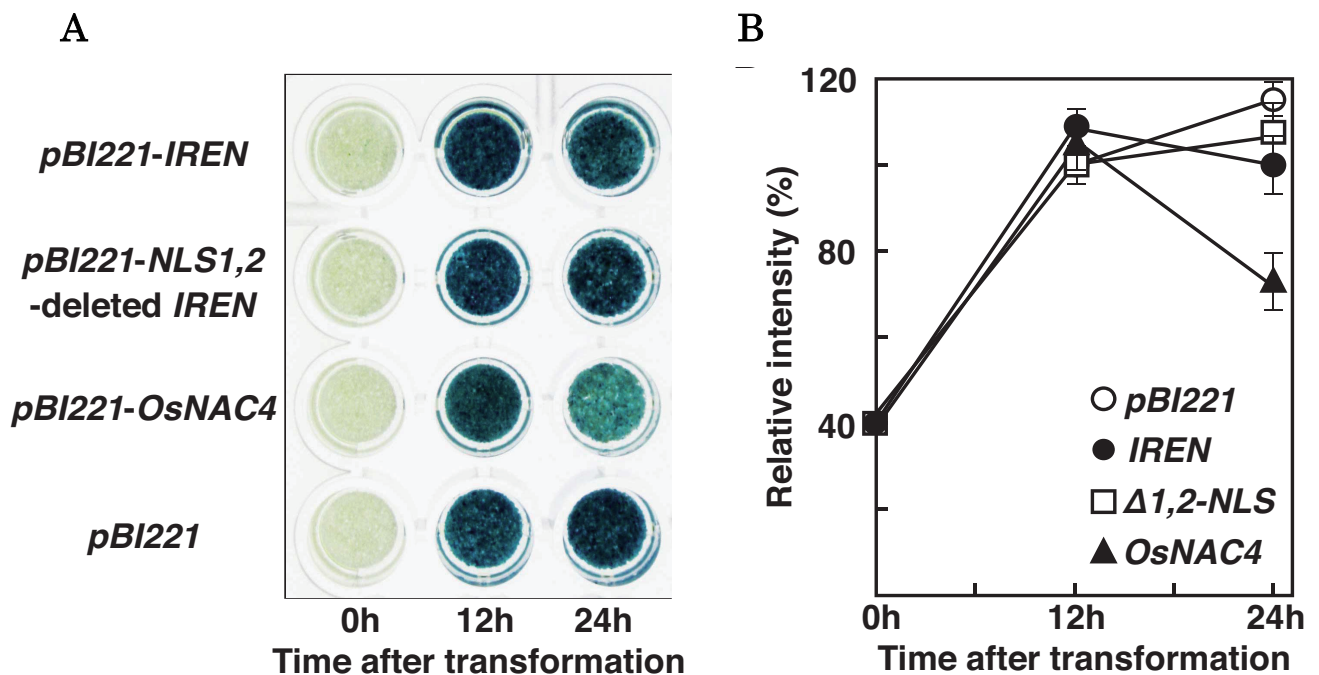 A
pBI221-IREN
pBI221-NLS1,2
-deleted IREN
pBI221-OsNAC4
pBI221
0h 12h 24h
Time after transformation
B
120
80
40
Relative intensity (%)
pBI221
IREN
Δ1,2-NLS
OsNAC4
0h 12h 24h
Time after transformation